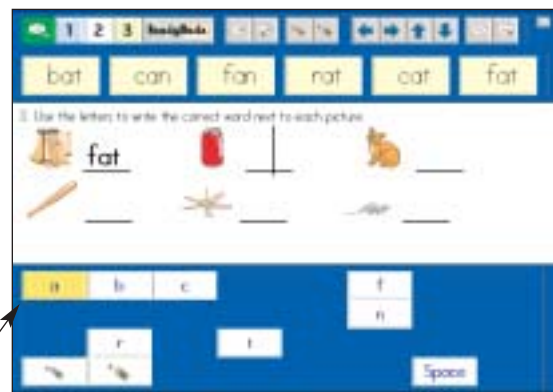 1 2 3
bat can fan rat cat fat
Use the letters to write the correct word next to each picture.
fat
a b c f
n
r t
Space